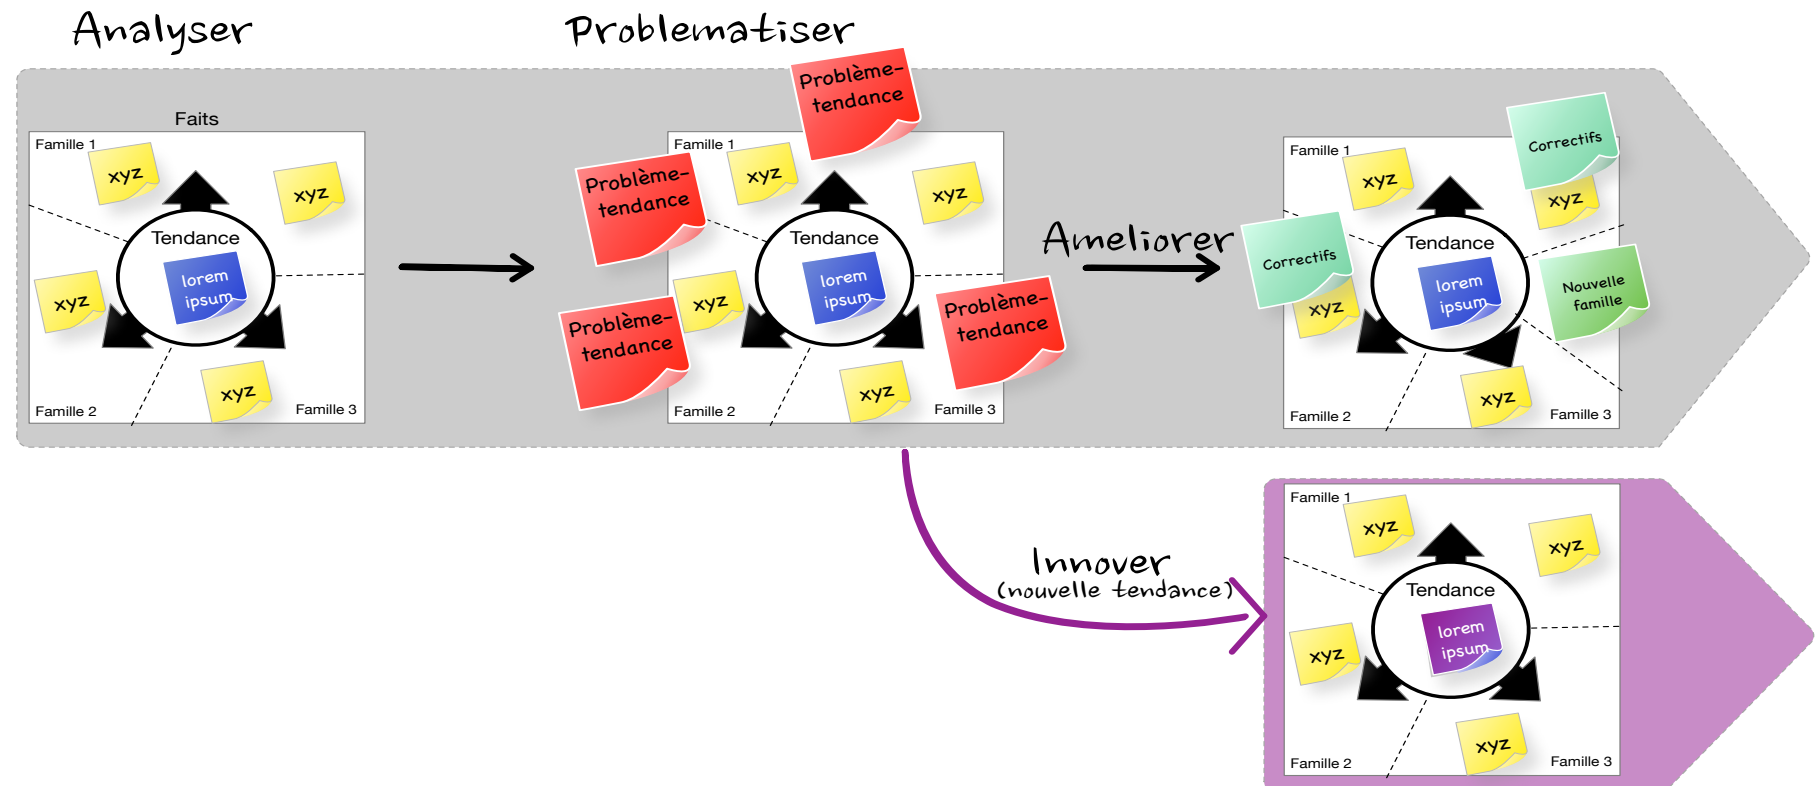 Analyser
Problematiser
Faits
Famille 1
xyz
xyz
Tendance
lorem
ipsum
xyz
xyz
Famille 2
Famille 3
Problème-
tendance
Famille 1
Problème-
tendance
xyz
xyz
Tendance
lorem
ipsum
xyz
Problème-
tendance
Problème-
tendance
xyz
Famille 2
Famille 3
Ameliorer
Famille 1
xyz
Correctifs
xyz
Tendance
Correctifs
lorem
ipsum
xyz
Nouvelle
famille
xyz
Famille 2
Famille 3
Innover
(nouvelle tendance)
Famille 1
xyz
xyz
Tendance
lorem
ipsum
xyz
xyz
Famille 2
Famille 3